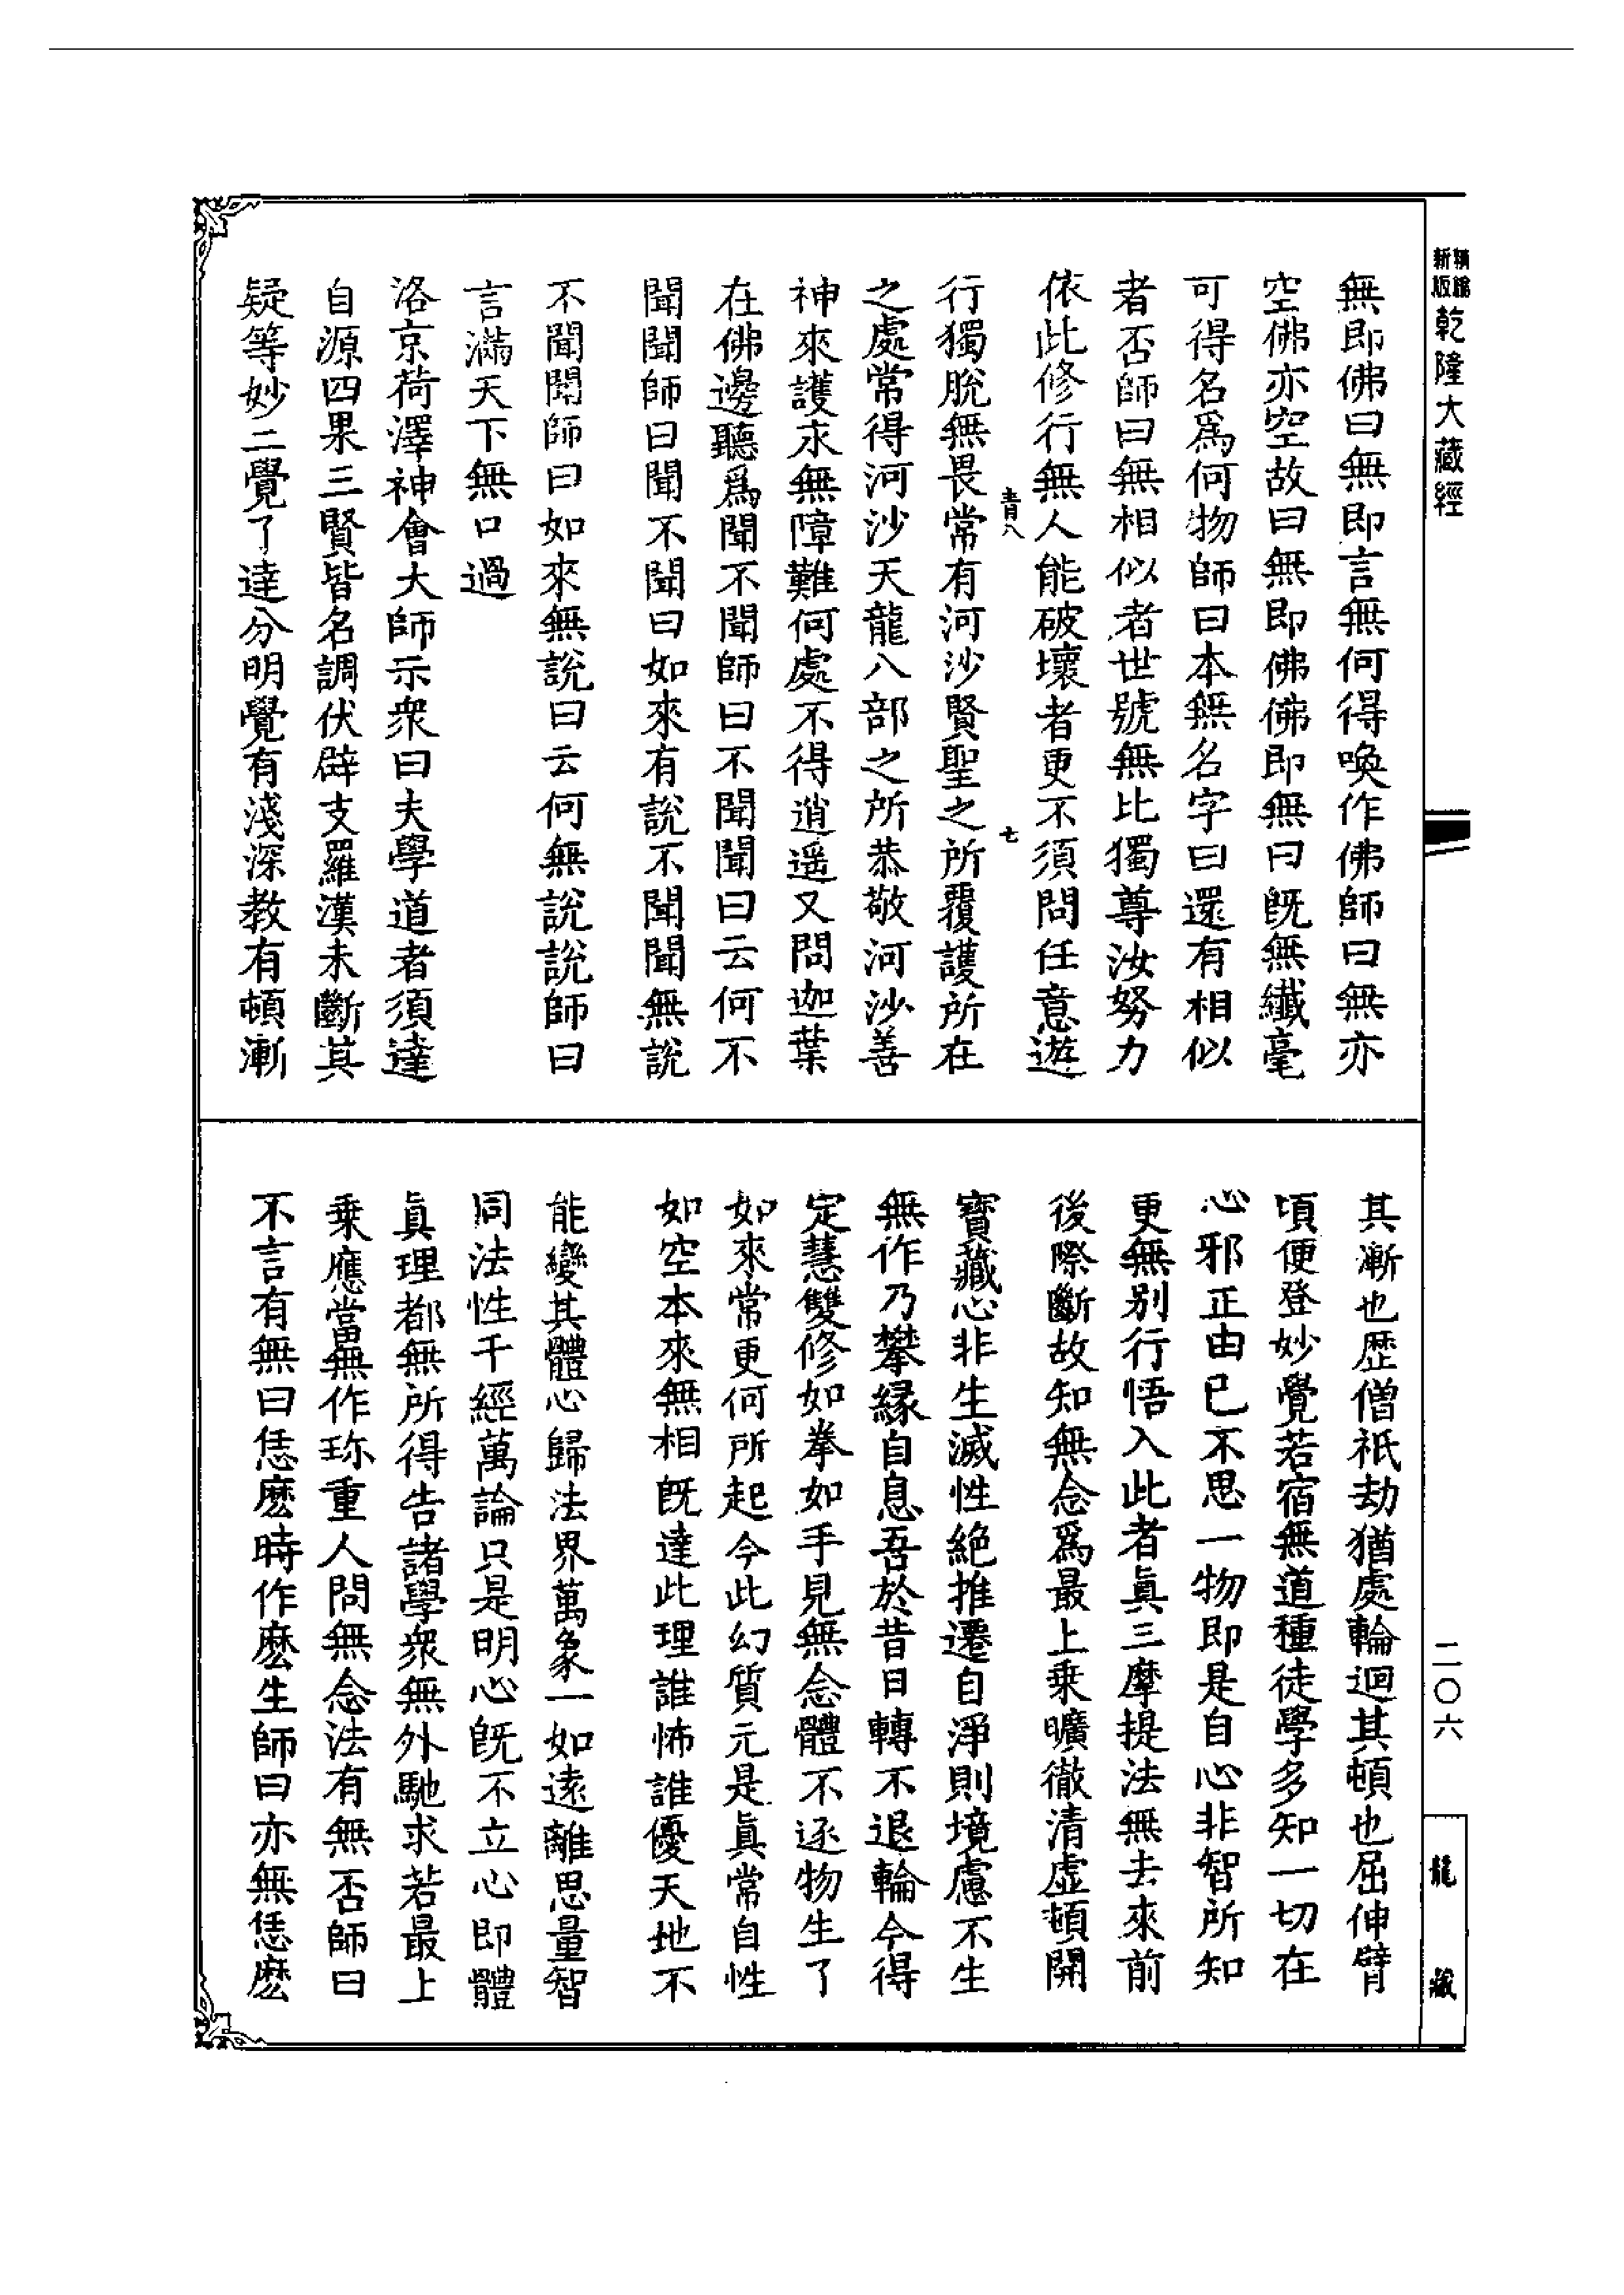 新編縮版乾隆大藏經
無即佛曰無即言無何得喚作佛師曰無亦
空佛亦空故曰無即佛佛即無曰旣無纖毫
可得名爲何物師曰本無名字曰還有相似
者否師曰無相似者世號無比獨尊汝努力
依此修行無人能破壞者更不須問任意遊
青八 七
行獨脫無畏常有河沙賢聖之所覆護所在
之處常得河沙天龍八部之所恭敬河沙善
神來護永無障難何處不得逍遥又問迦葉
在佛邊聽爲聞不聞師曰不聞聞曰云何不
聞聞師曰聞不聞曰如來有說不聞聞無說
不聞聞師曰如來無說曰云何無說說師曰
言滿天下無口過
洛京荷澤神會大師示衆曰夫學道者須達
自源四果三賢皆名調伏辟支羅漢未斷其
疑等妙二覺了達分明覺有淺深教有頓漸
其漸也歷僧祇劫猶處輪迴其頓也屈伸臂
頃便登妙覺若宿無道種徒學多知一切在
心邪正由已不思一物即是自心非智所知
更無別行悟入此者眞三摩提法無去來前
後際斷故知無念爲最上乗曠徹清虛頓開
寶藏心非生滅性絕推遷自淨則境慮不生
無作乃攀緣自息吾於昔日轉不退輪今得
定慧雙修如拳如手見無念體不逐物生了
如來常更何所起今此幻質元是眞常自性
如空本來無相旣達此理誰怖誰優天地不
能變其體心歸法界萬象一如遠離思量智
同法性千經萬論只是明心旣不立心即體
眞理都無所得告諸學衆無外馳求若最上
乗應當無作珍重人問無念法有無否師曰
不言有無曰恁麽時作麽生師曰亦無恁麽
二〇六
龍藏